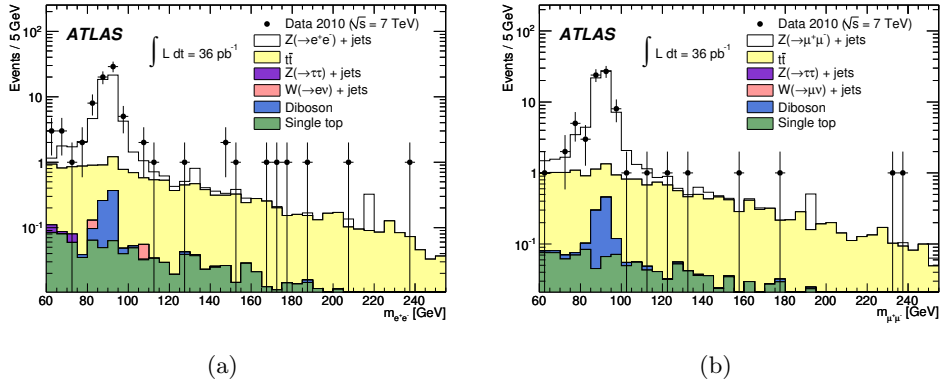 ATLAS
∫ L dt = 36 pb⁻¹
Data 2010 (√s = 7 TeV)
Z(→e⁺e⁻) + jets
tt̄
Z(→ττ) + jets
W(→eν) + jets
Diboson
Single top
Events / 5 GeV
10²
10
1
10⁻¹
60 80 100 120 140 160 180 200 220 240
m_e⁺e⁻ [GeV]
(a)
ATLAS
∫ L dt = 36 pb⁻¹
Data 2010 (√s = 7 TeV)
Z(→μ⁺μ⁻) + jets
tt̄
Z(→ττ) + jets
W(→μν) + jets
Diboson
Single top
Events / 5 GeV
10²
10
1
10⁻¹
60 80 100 120 140 160 180 200 220 240
m_μ⁺μ⁻ [GeV]
(b)